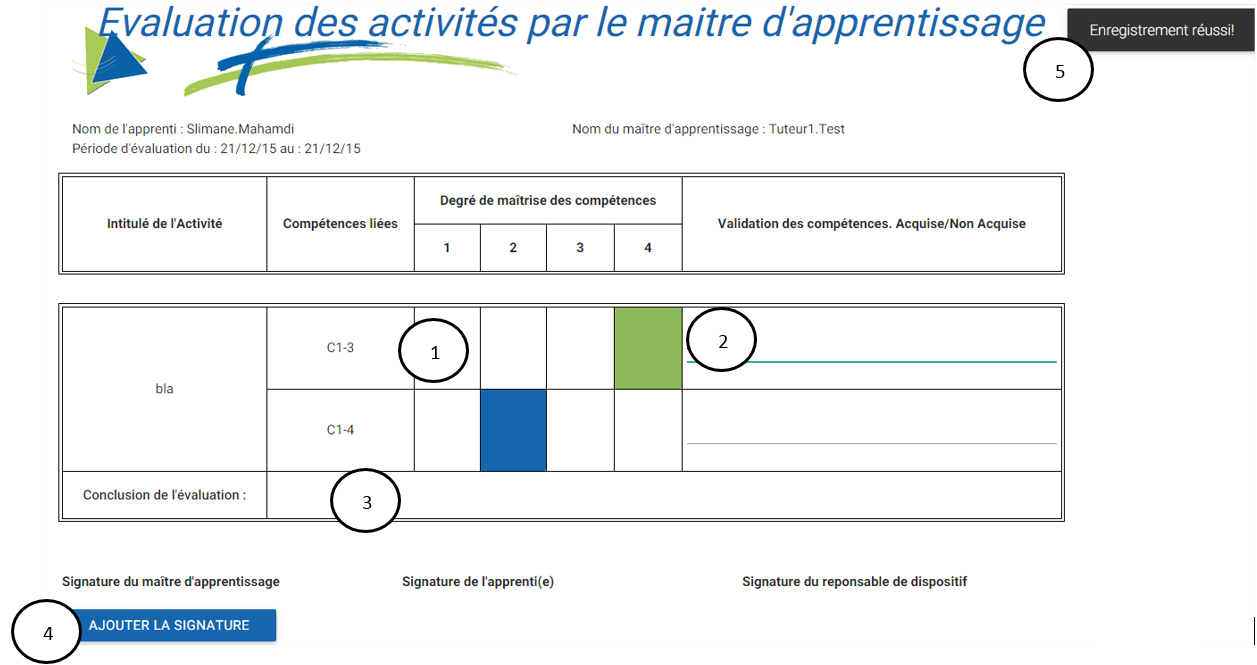 Evaluation des activités par le maitre d'apprentissage
Enregistrement réussi!
5
Nom de l'apprenti : Slimane.Mahamdi
Nom du maître d'apprentissage : Tuteur1.Test
Période d'évaluation du : 21/12/15 au : 21/12/15
Intitulé de l'Activité
Compétences liées
Degré de maîtrise des compétences
1 2 3 4
Validation des compétences. Acquise/Non Acquise
bla
C1-3
1
2
C1-4
Conclusion de l'évaluation :
3
Signature du maître d'apprentissage
Signature de l'apprenti(e)
Signature du reponsable de dispositif
4
AJOUTER LA SIGNATURE